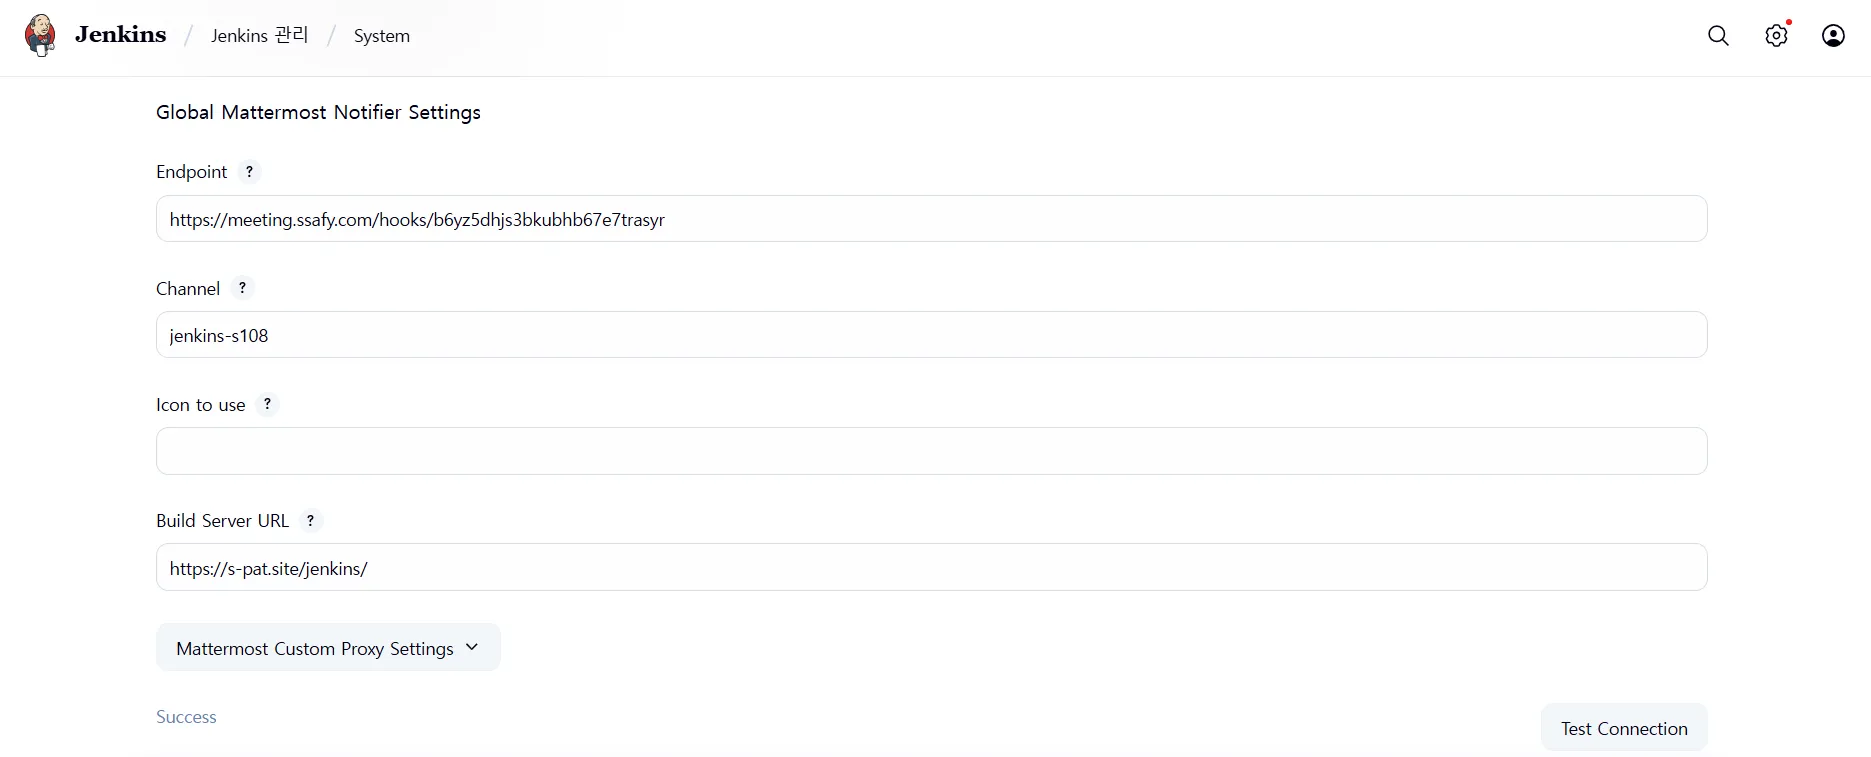 Jenkins / Jenkins 관리 / System
Global Mattermost Notifier Settings
Endpoint ?
https://meeting.ssafy.com/hooks/b6yz5dhjs3bkubhb67e7trasyr
Channel ?
jenkins-s108
Icon to use ?
Build Server URL ?
https://s-pat.site/jenkins/
Mattermost Custom Proxy Settings
Success
Test Connection